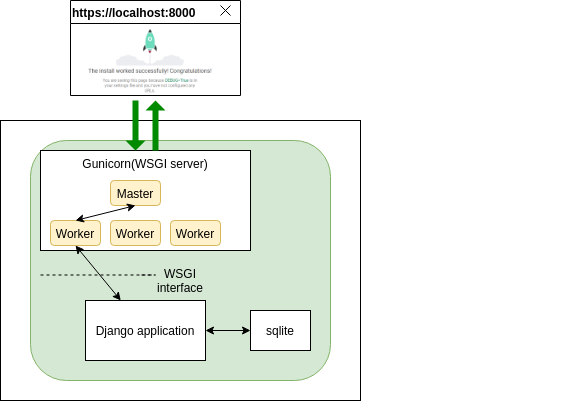 https://localhost:8000
The install worked successfully! Congratulations!
You are seeing this page because DEBUG=True is in
your settings file and you have not configured any
URLs.
Gunicorn(WSGI server)
Master
Worker Worker Worker
WSGI
interface
Django application
sqlite